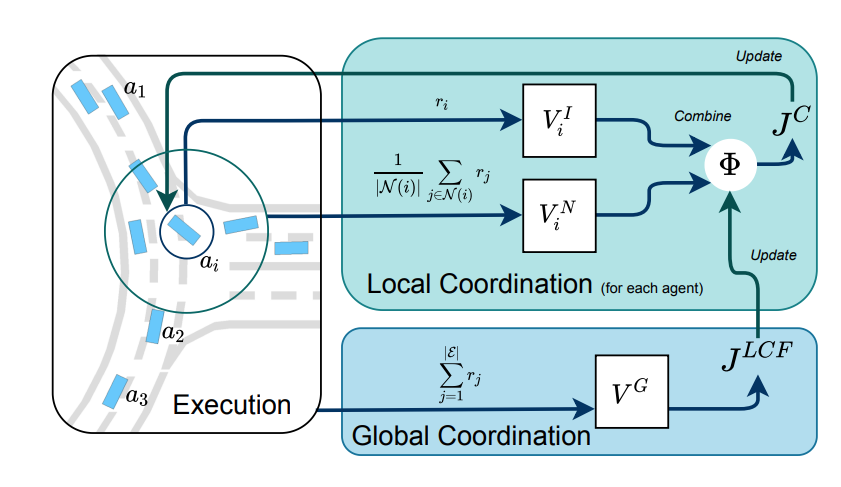 Update
a_1
r_i
V_i^I
Combine
J^C
Φ
\frac{1}{|\mathcal{N}(i)|} \sum_{j \in \mathcal{N}(i)} r_j
V_i^N
a_i
Update
Local Coordination (for each agent)
a_2
J^{LCF}
\sum_{j=1}^{|\mathcal{E}|} r_j
V^G
a_3
Execution
Global Coordination